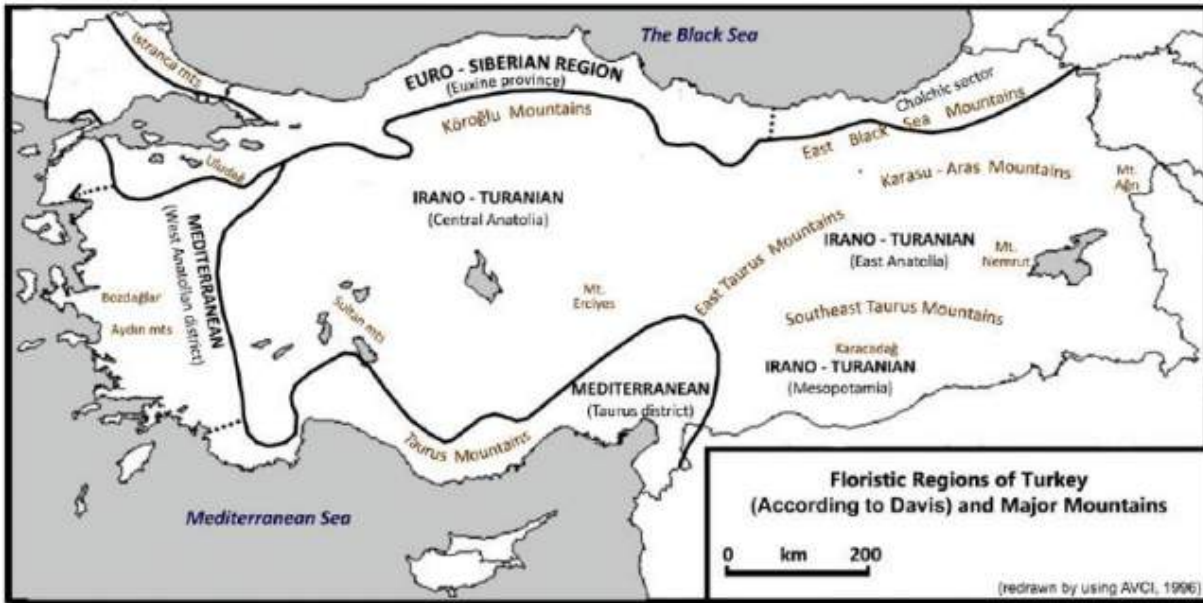 The Black Sea
Istranca mts
EURO - SIBERIAN REGION
(Euxine province)
Cholchic sector
Köroğlu Mountains
East Black Sea Mountains
Uludağ
Karasu - Aras Mountains
Mt.
Ağrı
IRANO - TURANIAN
(Central Anatolia)
MEDITERRANEAN
(West Anatolian district)
East Taurus Mountains
IRANO - TURANIAN
(East Anatolia)
Mt.
Nemrut
Bozdağlar
Aydın mts
Sultan mts
Mt.
Erciyes
Southeast Taurus Mountains
Karacadağ
IRANO - TURANIAN
(Mesopotamia)
MEDITERRANEAN
(Taurus district)
Taurus Mountains
Mediterranean Sea
Floristic Regions of Turkey
(According to Davis) and Major Mountains
0 km 200
(redrawn by using AVCI, 1996)